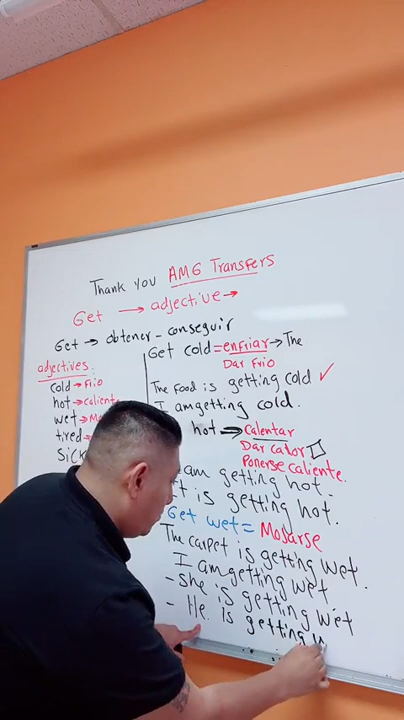 Thank you AMG Transfers
Get → adjective →
Get → obtener - conseguir
adjectives
cold → Frio
hot → caliente
wet →
tired →
Sick
Get cold = enfriar → The
Dar Frio
The Food is getting cold ✓
I am getting cold.
hot → calentar
Dar calor
Ponerse caliente.
am getting hot.
It is getting hot.
Get wet = Mojarse
The carpet is getting wet.
I am getting wet
- She is getting wet
- He is getting w